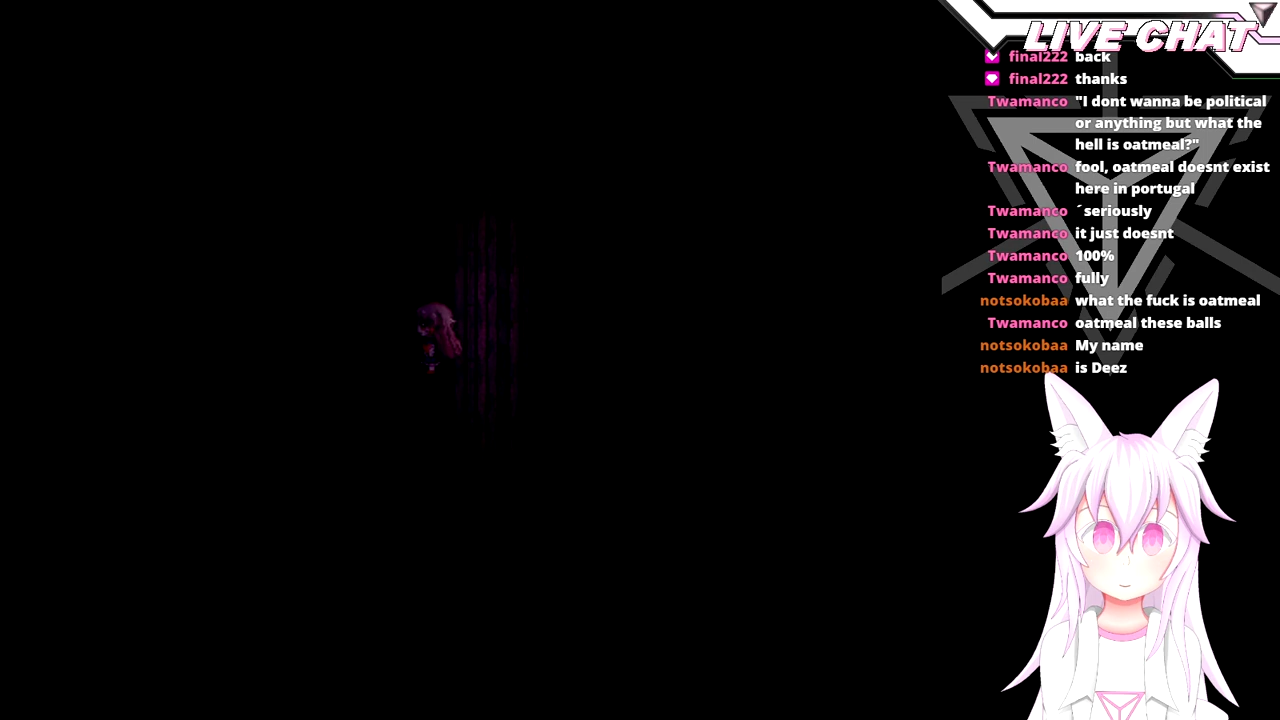 LIVE CHAT
final222 back
final222 thanks
Twamanco "I dont wanna be political
or anything but what the
hell is oatmeal?"
Twamanco fool, oatmeal doesnt exist
here in portugal
Twamanco ´seriously
Twamanco it just doesnt
Twamanco 100%
Twamanco fully
notsokobaa what the fuck is oatmeal
Twamanco oatmeal these balls
notsokobaa My name
notsokobaa is Deez